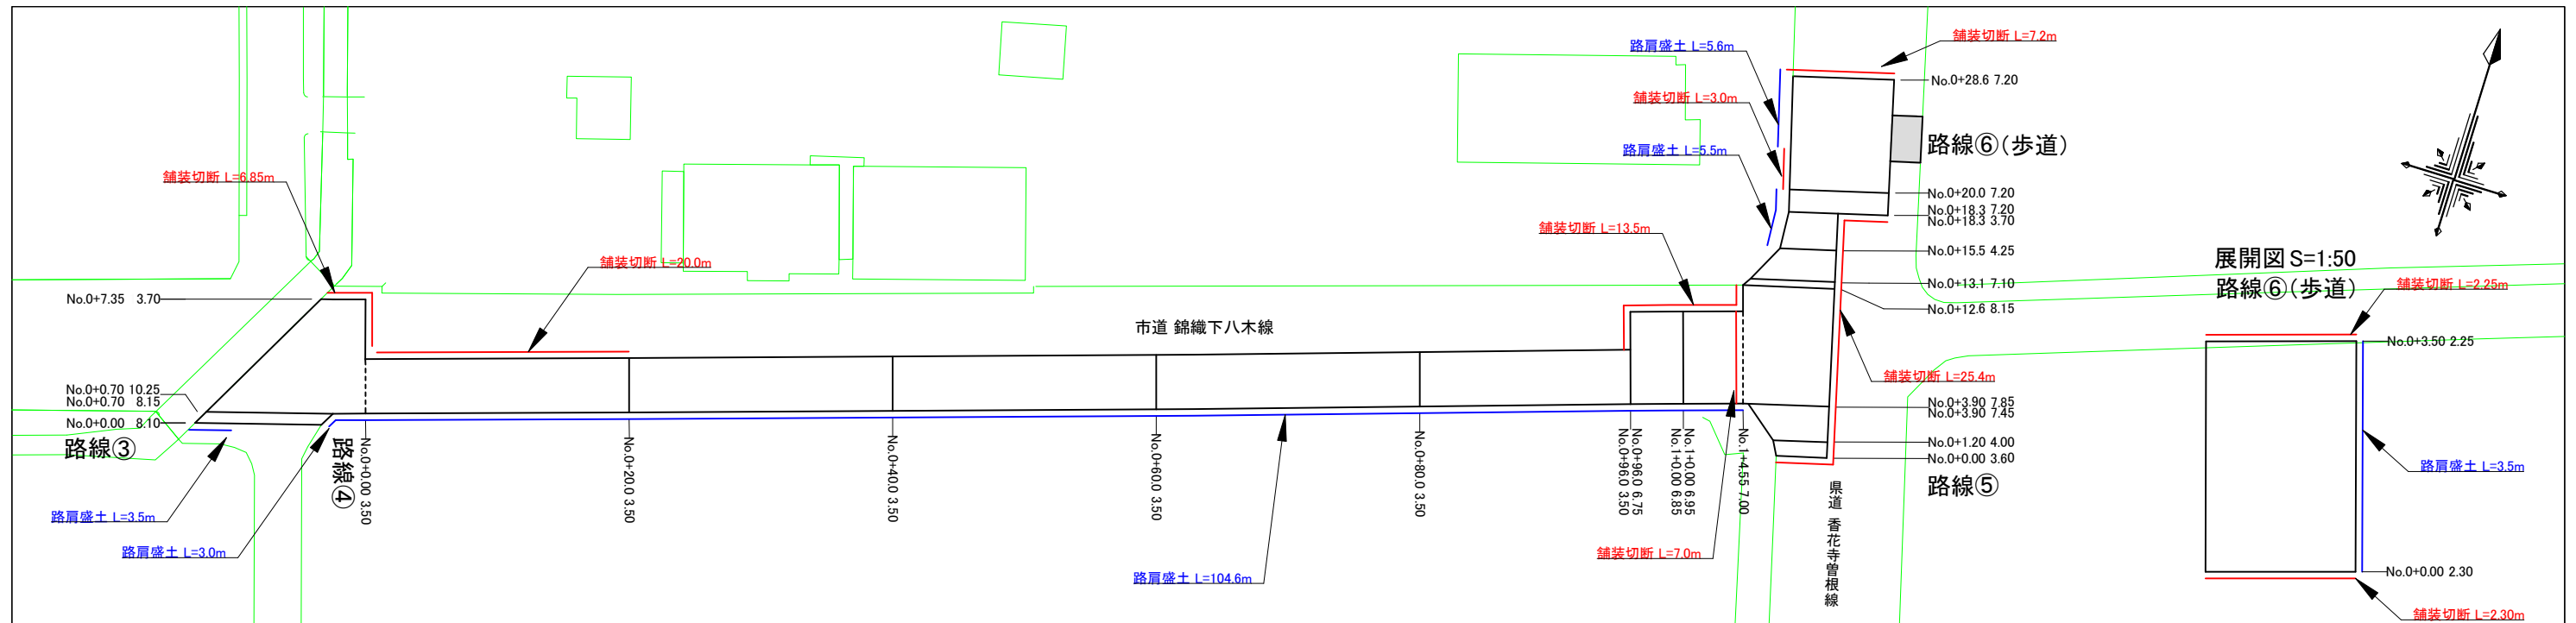 路肩盛土 L=5.6m
舗装切断 L=7.2m
No.0+28.6 7.20
舗装切断 L=3.0m
路線⑥(歩道)
路肩盛土 L=5.5m
舗装切断 L=6.85m
No.0+20.0 7.20
No.0+18.3 7.20
No.0+18.3 3.70
舗装切断 L=13.5m
No.0+15.5 4.25
舗装切断 L=20.0m
展開図 S=1:50
路線⑥(歩道)
No.0+13.1 7.10
舗装切断 L=2.25m
No.0+7.35 3.70
No.0+12.6 8.15
市道 錦織下八木線
No.0+3.50 2.25
舗装切断 L=25.4m
No.0+0.70 10.25
No.0+0.70 8.15
No.0+0.00 8.10
路線③
No.0+3.90 7.85
No.0+3.90 7.45
No.0+1.20 4.00
No.0+0.00 3.60
路線⑤
路線④
No.0+0.00 3.50
No.0+20.0 3.50
No.0+40.0 3.50
No.0+60.0 3.50
No.0+80.0 3.50
No.0+96.0 6.75
No.0+96.0 3.50
No.1+0.00 6.95
No.1+0.00 6.85
No.1+4.55 7.00
県道 香花寺曽根線
路肩盛土 L=3.5m
路肩盛土 L=3.5m
路肩盛土 L=3.0m
舗装切断 L=7.0m
路肩盛土 L=104.6m
No.0+0.00 2.30
舗装切断 L=2.30m